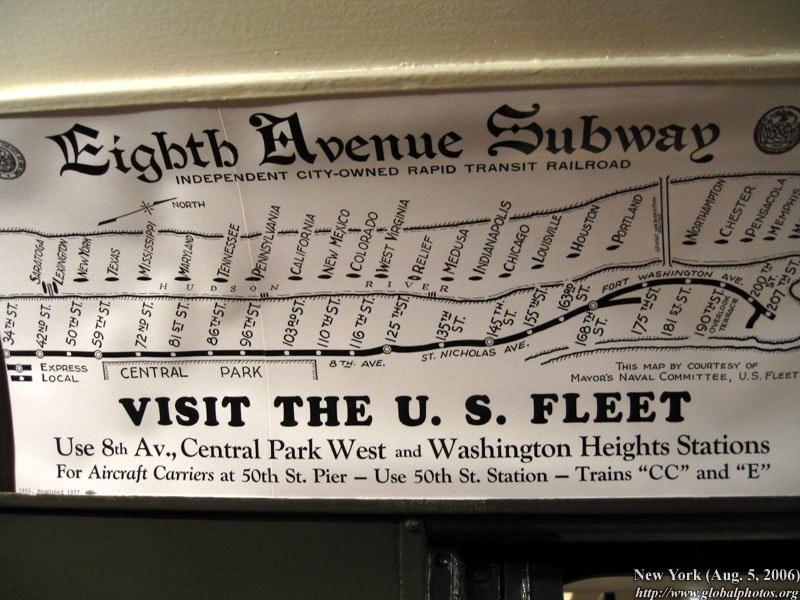 Eighth Avenue Subway
INDEPENDENT CITY-OWNED RAPID TRANSIT RAILROAD
NORTH
SARATOGA
LEXINGTON
NEW YORK
TEXAS
MISSISSIPPI
MARYLAND
TENNESSEE
PENNSYLVANIA
CALIFORNIA
NEW MEXICO
COLORADO
WEST VIRGINIA
RELIEF
MEDUSA
INDIANAPOLIS
CHICAGO
LOUISVILLE
HOUSTON
PORTLAND
NORTHAMPTON
CHESTER
PENSACOLA
MEMPHIS
HUDSON RIVER
34TH ST.
42ND ST.
50TH ST.
59TH ST.
72ND ST.
81ST ST.
86TH ST.
96TH ST.
103RD ST.
110TH ST.
116TH ST.
125TH ST.
135TH ST.
145TH ST.
155TH ST.
163RD ST.
168TH ST.
175TH ST.
181ST ST.
190TH ST.
OVERLOOK TERRACE
200TH ST.
207TH ST.
FORT WASHINGTON AVE.
ST. NICHOLAS AVE.
8TH AVE.
EXPRESS
LOCAL
CENTRAL PARK
THIS MAP BY COURTESY OF
MAYOR'S NAVAL COMMITTEE, U.S. FLEET
VISIT THE U. S. FLEET
Use 8th Av., Central Park West and Washington Heights Stations
For Aircraft Carriers at 50th St. Pier – Use 50th St. Station – Trains "CC" and "E"
New York (Aug. 5, 2006)
http://www.globalphotos.org